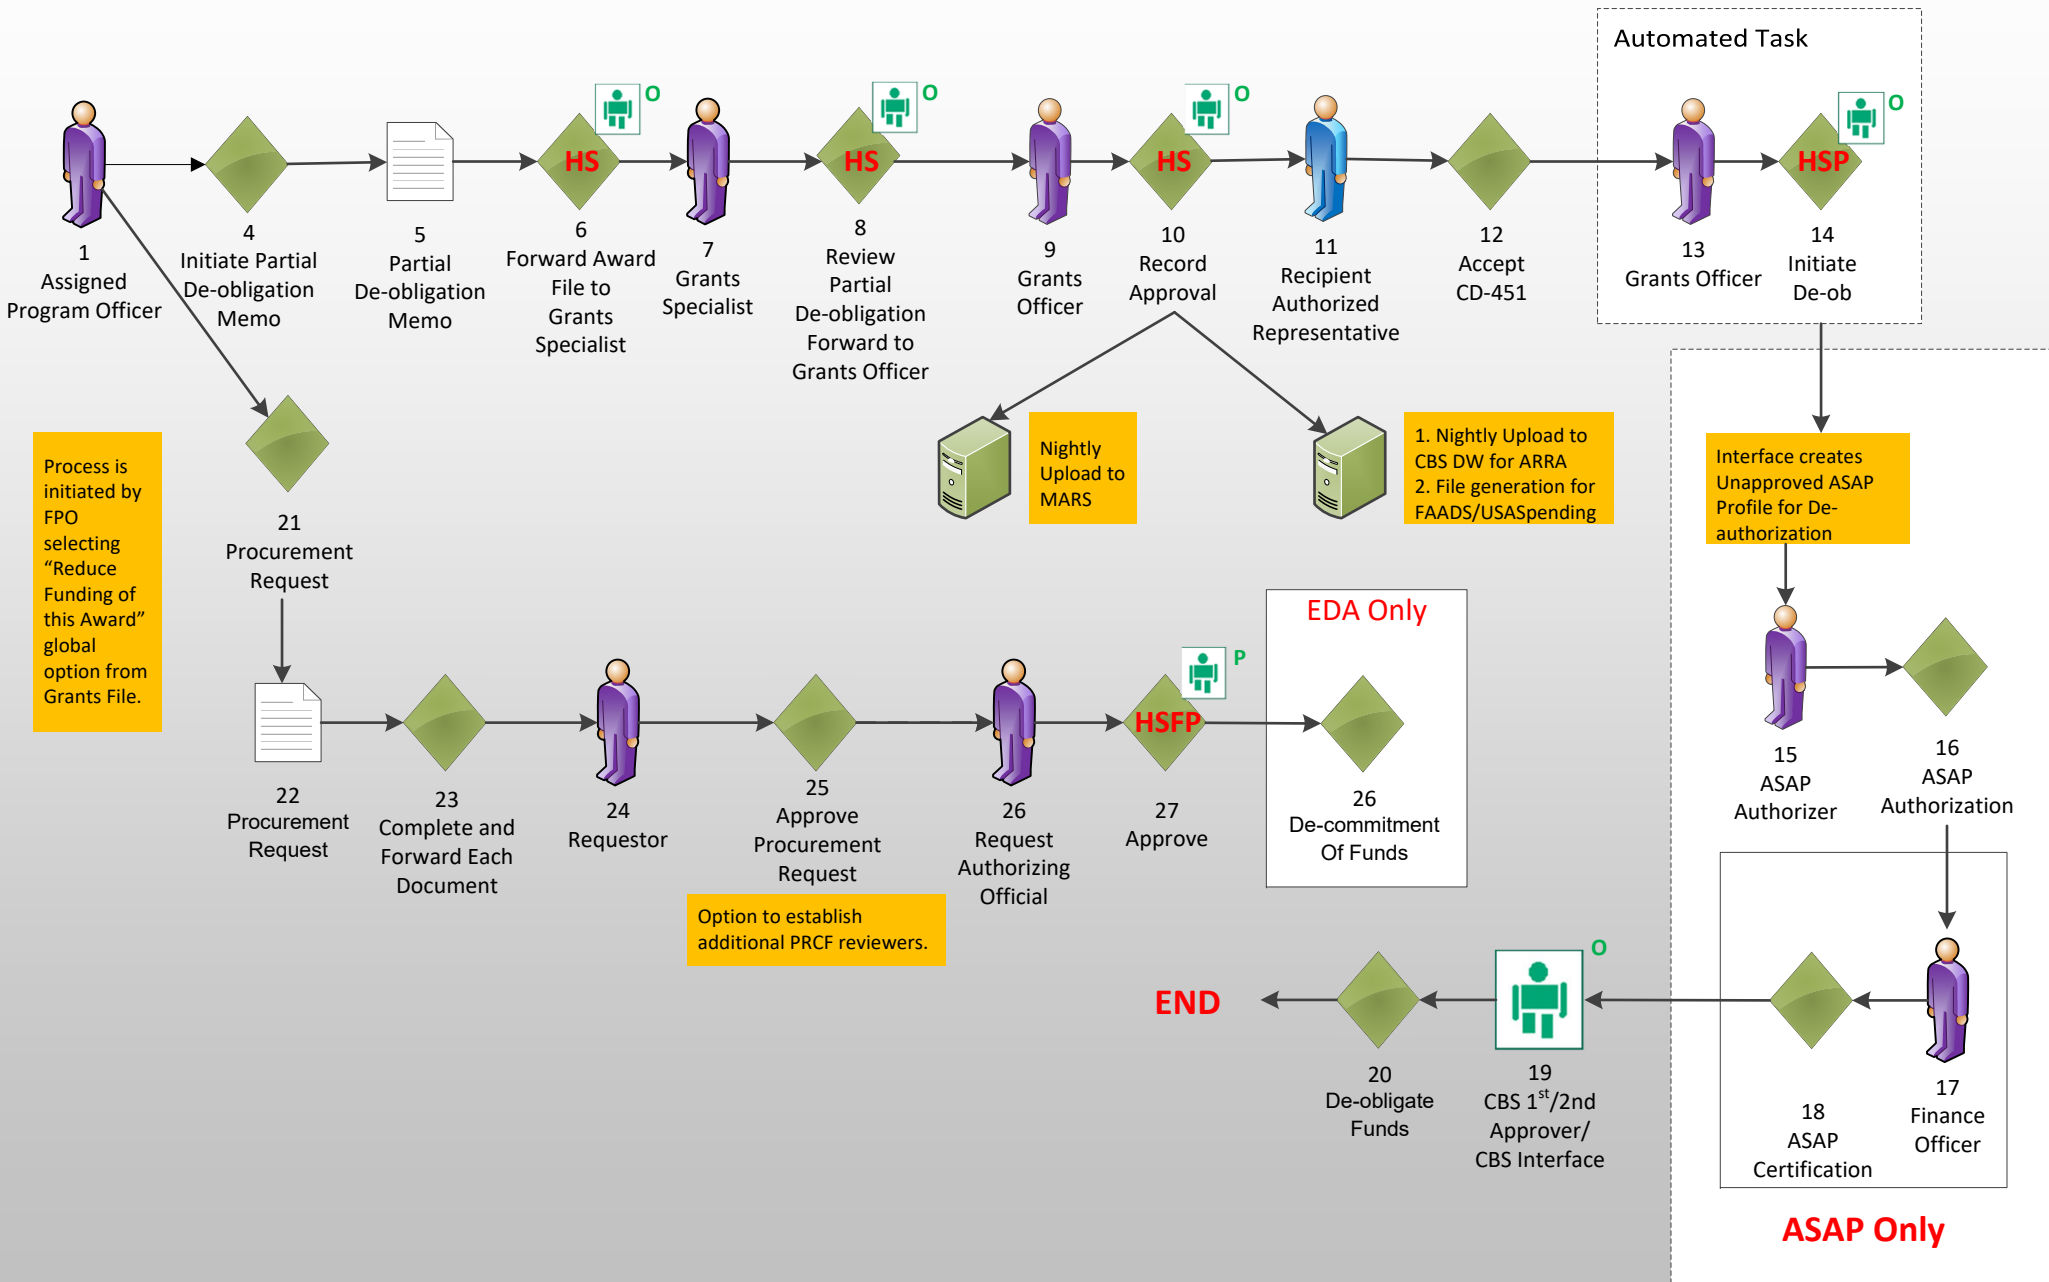 Automated Task
O
O
O
O
HS
HS
HS
HSP
1
Assigned
Program Officer
4
Initiate Partial
De-obligation
Memo
5
Partial
De-obligation
Memo
6
Forward Award
File to
Grants
Specialist
7
Grants
Specialist
8
Review
Partial
De-obligation
Forward to
Grants Officer
9
Grants
Officer
10
Record
Approval
11
Recipient
Authorized
Representative
12
Accept
CD-451
13
Grants Officer
14
Initiate
De-ob
Process is
initiated by
FPO
selecting
“Reduce
Funding of
this Award”
global
option from
Grants File.
21
Procurement
Request
Nightly
Upload to
MARS
1. Nightly Upload to
CBS DW for ARRA
2. File generation for
FAADS/USASpending
Interface creates
Unapproved ASAP
Profile for De-
authorization
EDA Only
P
HSFP
22
Procurement
Request
23
Complete and
Forward Each
Document
24
Requestor
25
Approve
Procurement
Request
Option to establish
additional PRCF reviewers.
26
Request
Authorizing
Official
27
Approve
26
De-commitment
Of Funds
15
ASAP
Authorizer
16
ASAP
Authorization
END
O
20
De-obligate
Funds
19
CBS 1st/2nd
Approver/
CBS Interface
18
ASAP
Certification
17
Finance
Officer
ASAP Only